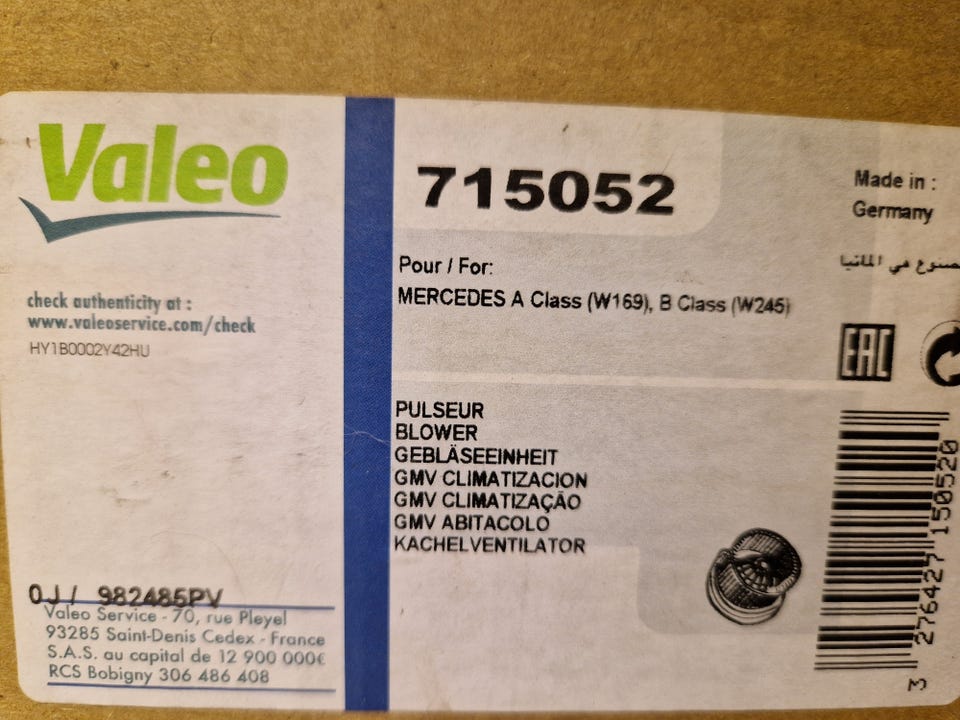 Valeo
check authenticity at :
www.valeoservice.com/check
HY1B0002Y42HU
0J / 982485PV
Valeo Service - 70, rue Pleyel
93285 Saint-Denis Cedex - France
S.A.S. au capital de 12 900 000€
RCS Bobigny 306 486 408
715052
Pour / For:
MERCEDES A Class (W169), B Class (W245)
PULSEUR
BLOWER
GEBLÄSEEINHEIT
GMV CLIMATIZACION
GMV CLIMATIZAÇÃO
GMV ABITACOLO
KACHELVENTILATOR
Made in :
Germany
مصنوع في المانيا
EAC
3 276427 150520